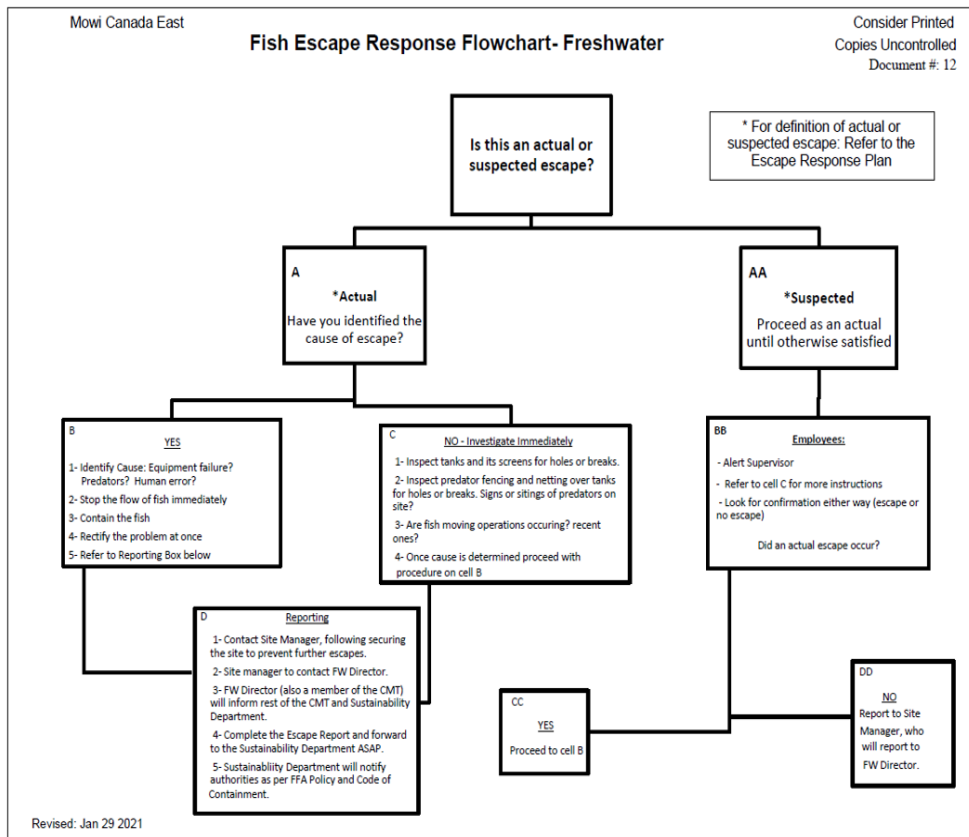 Mowi Canada East
Consider Printed
Copies Uncontrolled
Document #: 12
Fish Escape Response Flowchart- Freshwater
Is this an actual or
suspected escape?
* For definition of actual or
suspected escape: Refer to the
Escape Response Plan
A
*Actual
Have you identified the
cause of escape?
AA
*Suspected
Proceed as an actual
until otherwise satisfied
B
YES
1- Identify Cause: Equipment failure?
Predators? Human error?
2- Stop the flow of fish immediately
3- Contain the fish
4- Rectify the problem at once
5- Refer to Reporting Box below
C
NO - Investigate Immediately
1- Inspect tanks and its screens for holes or breaks.
2- Inspect predator fencing and netting over tanks
for holes or breaks. Signs or sitings of predators on
site?
3- Are fish moving operations occuring? recent
ones?
4- Once cause is determined proceed with
procedure on cell B
BB
Employees:
- Alert Supervisor
- Refer to cell C for more instructions
- Look for confirmation either way (escape or
no escape)
Did an actual escape occur?
D
Reporting
1- Contact Site Manager, following securing
the site to prevent further escapes.
2- Site manager to contact FW Director.
3- FW Director (also a member of the CMT)
will inform rest of the CMT and Sustainability
Department.
4- Complete the Escape Report and forward
to the Sustainability Department ASAP.
5- Sustainabliity Department will notify
authorities as per FFA Policy and Code of
Containment.
CC
YES
Proceed to cell B
DD
NO
Report to Site
Manager, who
will report to
FW Director.
Revised: Jan 29 2021